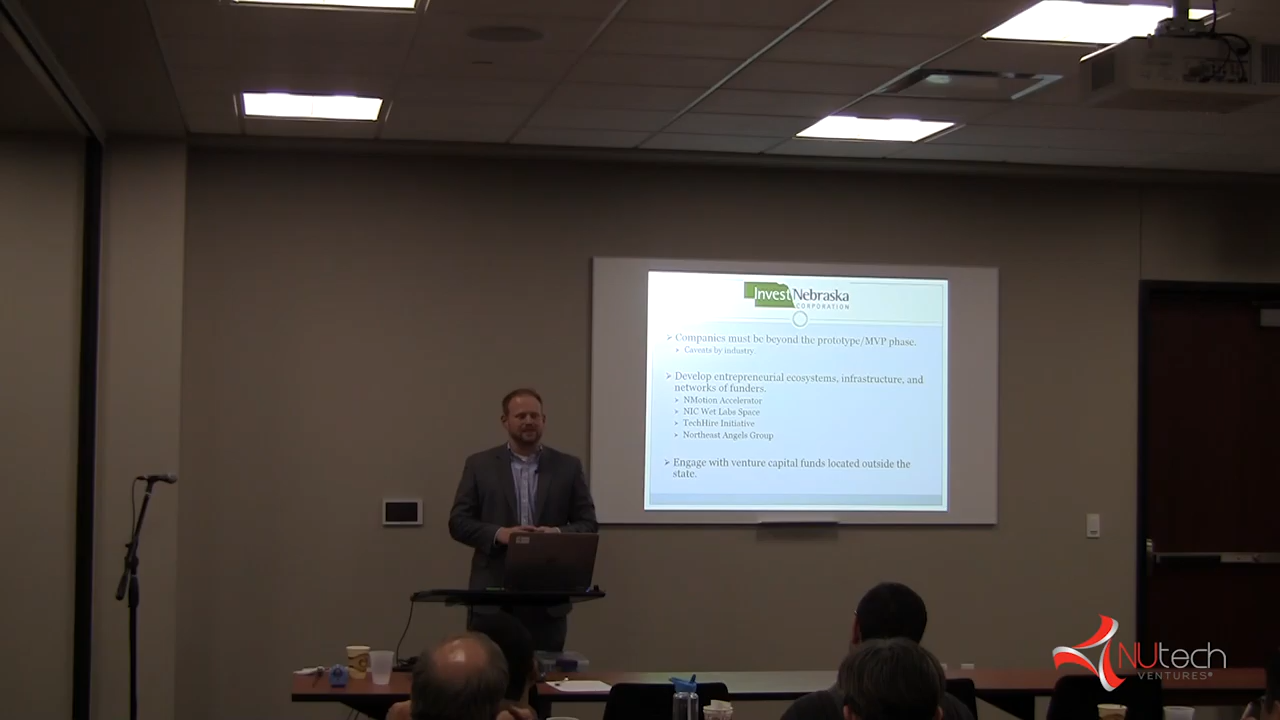 InvestNebraska
CORPORATION
Companies must be beyond the prototype/MVP phase.
Caveats by industry.
Develop entrepreneurial ecosystems, infrastructure, and
networks of funders.
NMotion Accelerator
NIC Wet Labs Space
TechHire Initiative
Northeast Angels Group
Engage with venture capital funds located outside the
state.
NUtech
VENTURES®